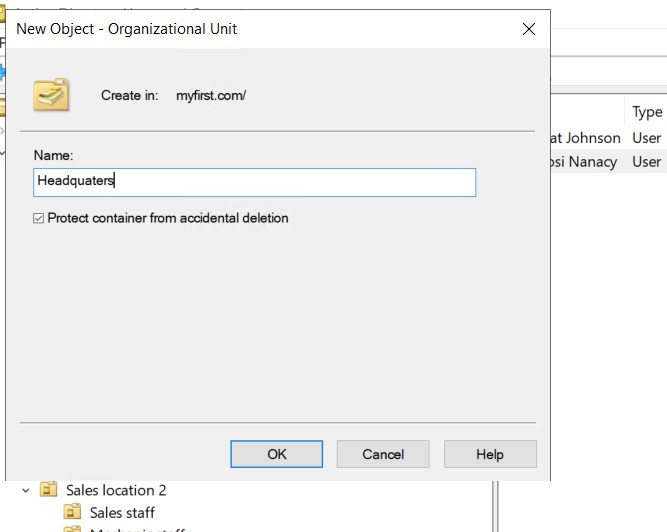 New Object - Organizational Unit
Create in: myfirst.com/
Type
Name:
at Johnson User
Headquaters
osi Nanacy User
Protect container from accidental deletion
OK Cancel Help
Sales location 2
Sales staff